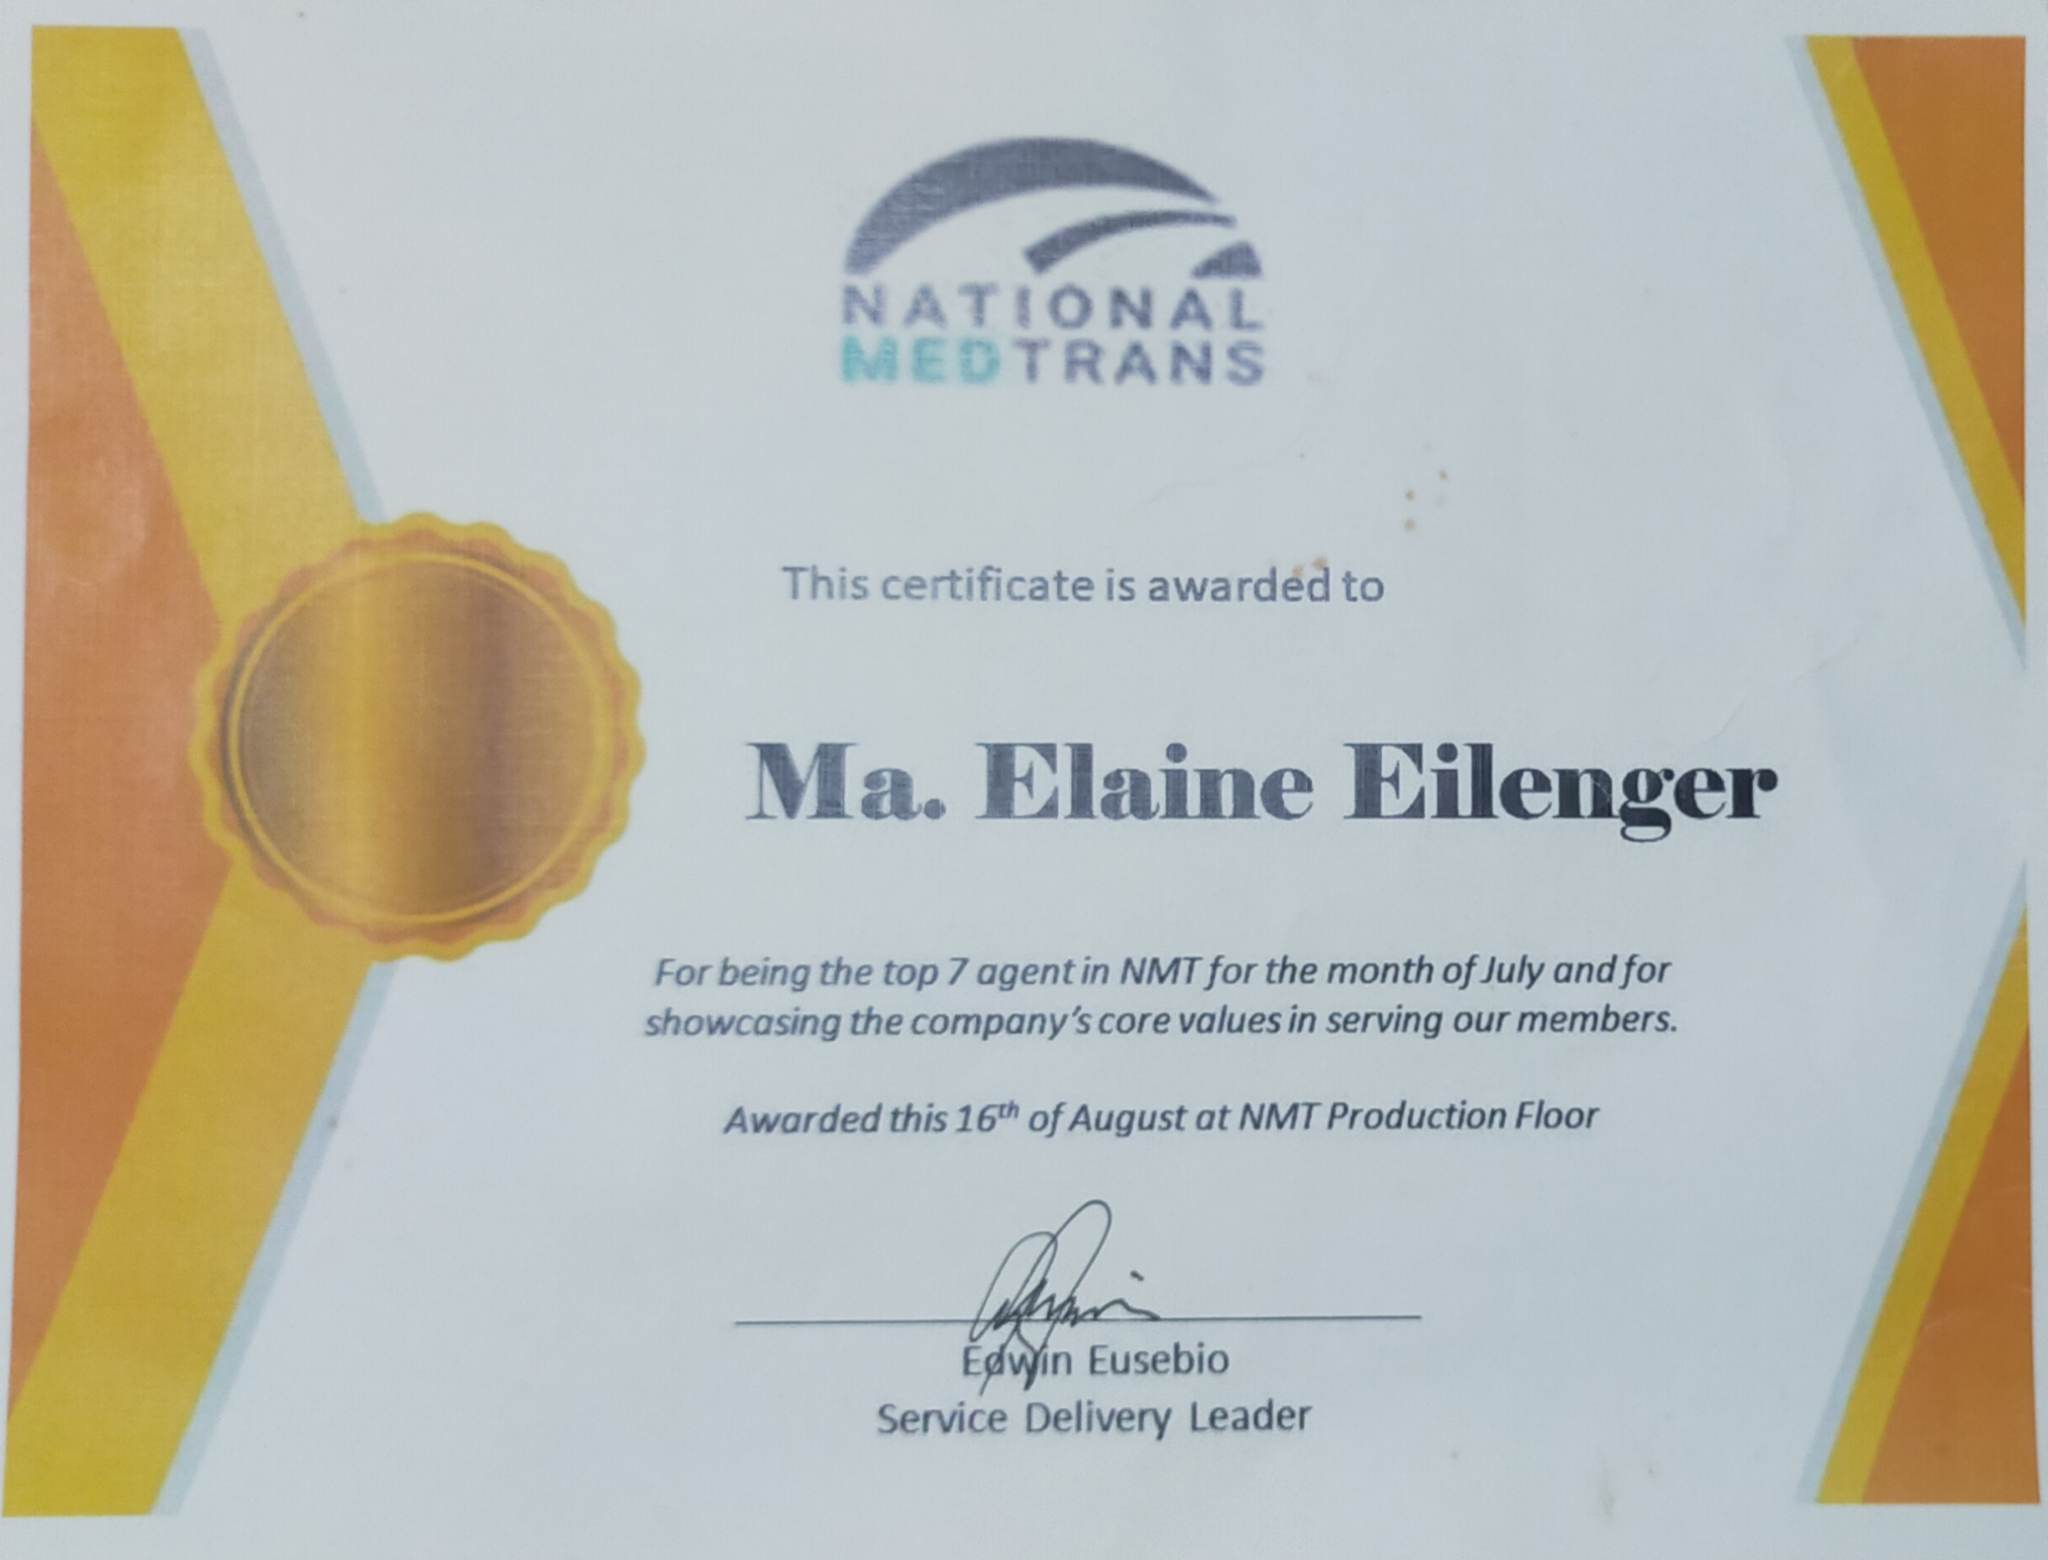 NATIONAL
MEDTRANS
This certificate is awarded to
Ma. Elaine Eilenger
For being the top 7 agent in NMT for the month of July and for
showcasing the company's core values in serving our members.
Awarded this 16th of August at NMT Production Floor
Edwin Eusebio
Service Delivery Leader